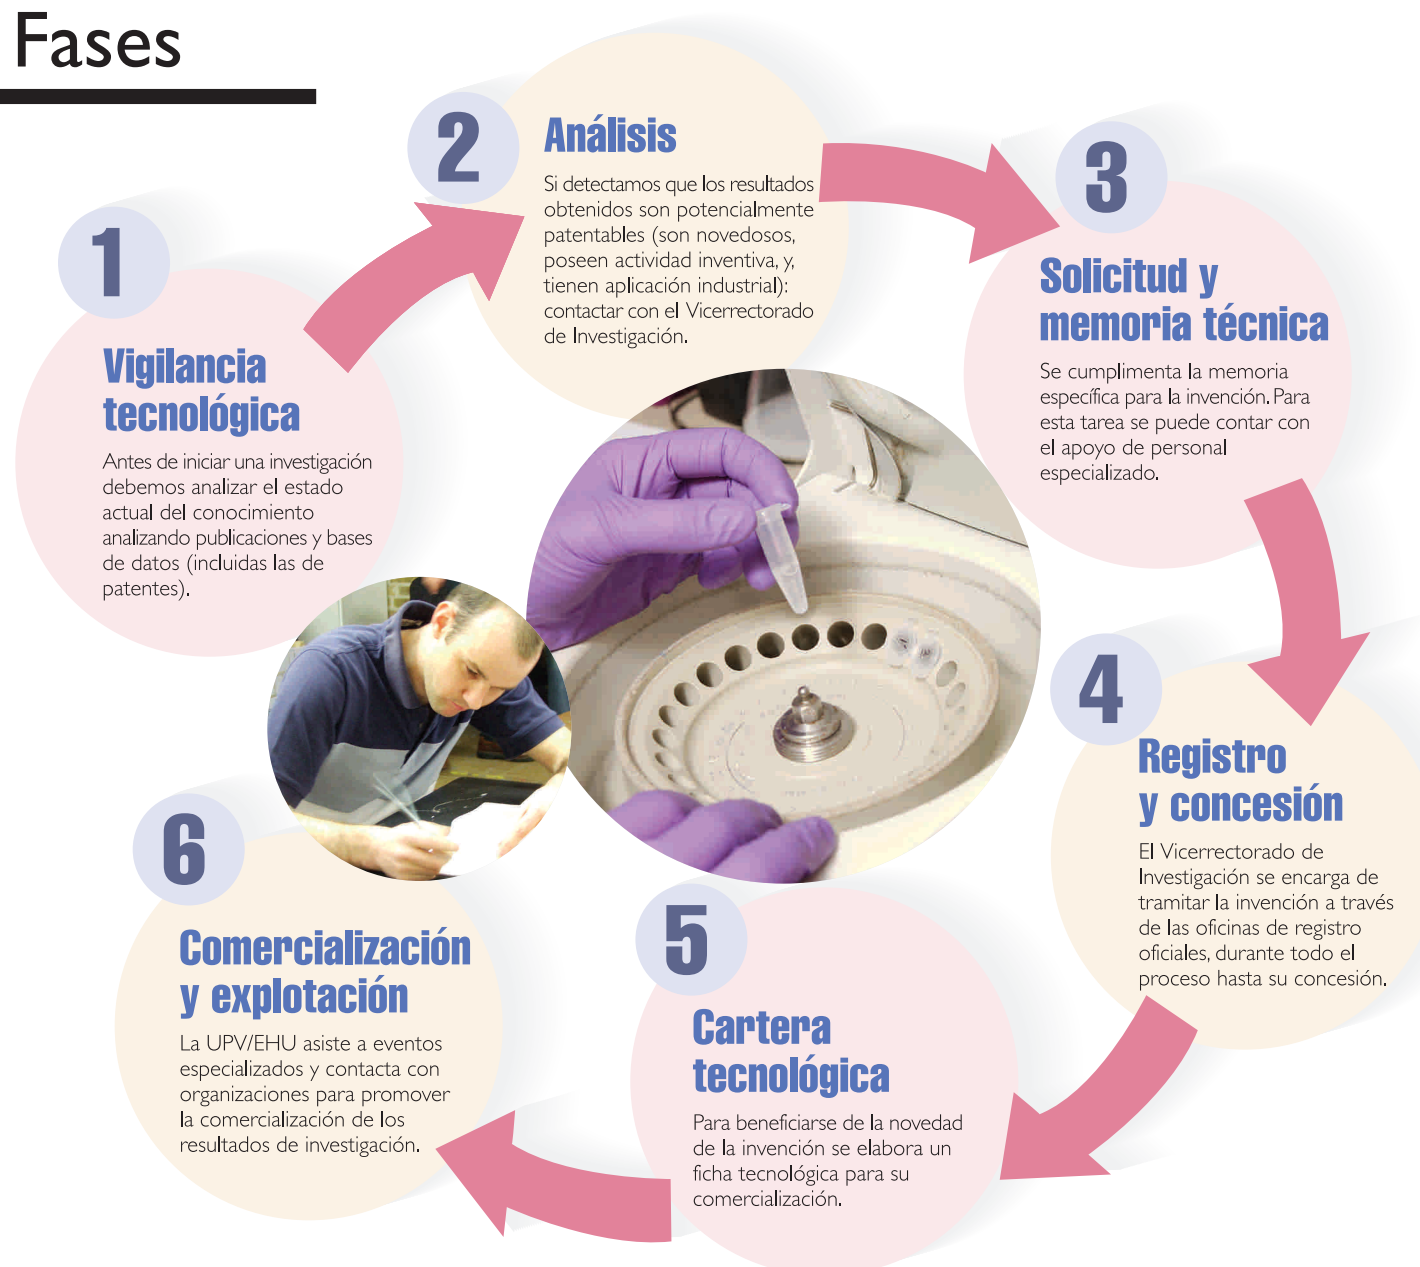 Fases
1
Vigilancia
tecnológica
Antes de iniciar una investigación
debemos analizar el estado
actual del conocimiento
analizando publicaciones y bases
de datos (incluidas las de
patentes).
2
Análisis
Si detectamos que los resultados
obtenidos son potencialmente
patentables (son novedosos,
poseen actividad inventiva, y,
tienen aplicación industrial):
contactar con el Vicerrectorado
de Investigación.
3
Solicitud y
memoria técnica
Se cumplimenta la memoria
específica para la invención. Para
esta tarea se puede contar con
el apoyo de personal
especializado.
4
Registro
y concesión
El Vicerrectorado de
Investigación se encarga de
tramitar la invención a través
de las oficinas de registro
oficiales, durante todo el
proceso hasta su concesión.
5
Cartera
tecnológica
Para beneficiarse de la novedad
de la invención se elabora un
ficha tecnológica para su
comercialización.
6
Comercialización
y explotación
La UPV/EHU asiste a eventos
especializados y contacta con
organizaciones para promover
la comercialización de los
resultados de investigación.